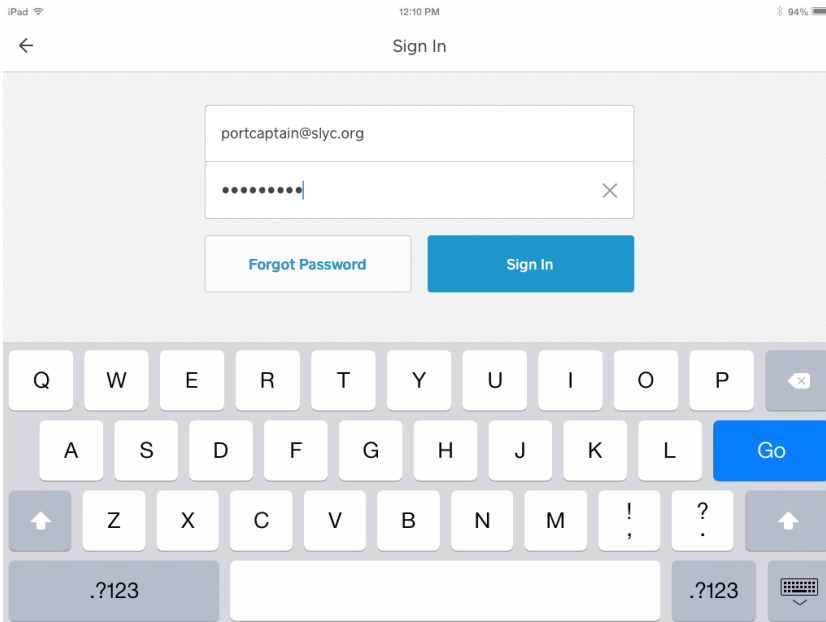 iPad 12:10 PM 94%
Sign In
portcaptain@slyc.org
•••••••••
Forgot Password Sign In
Q W E R T Y U I O P
A S D F G H J K L Go
Z X C V B N M ! , ? .
.?123 .?123